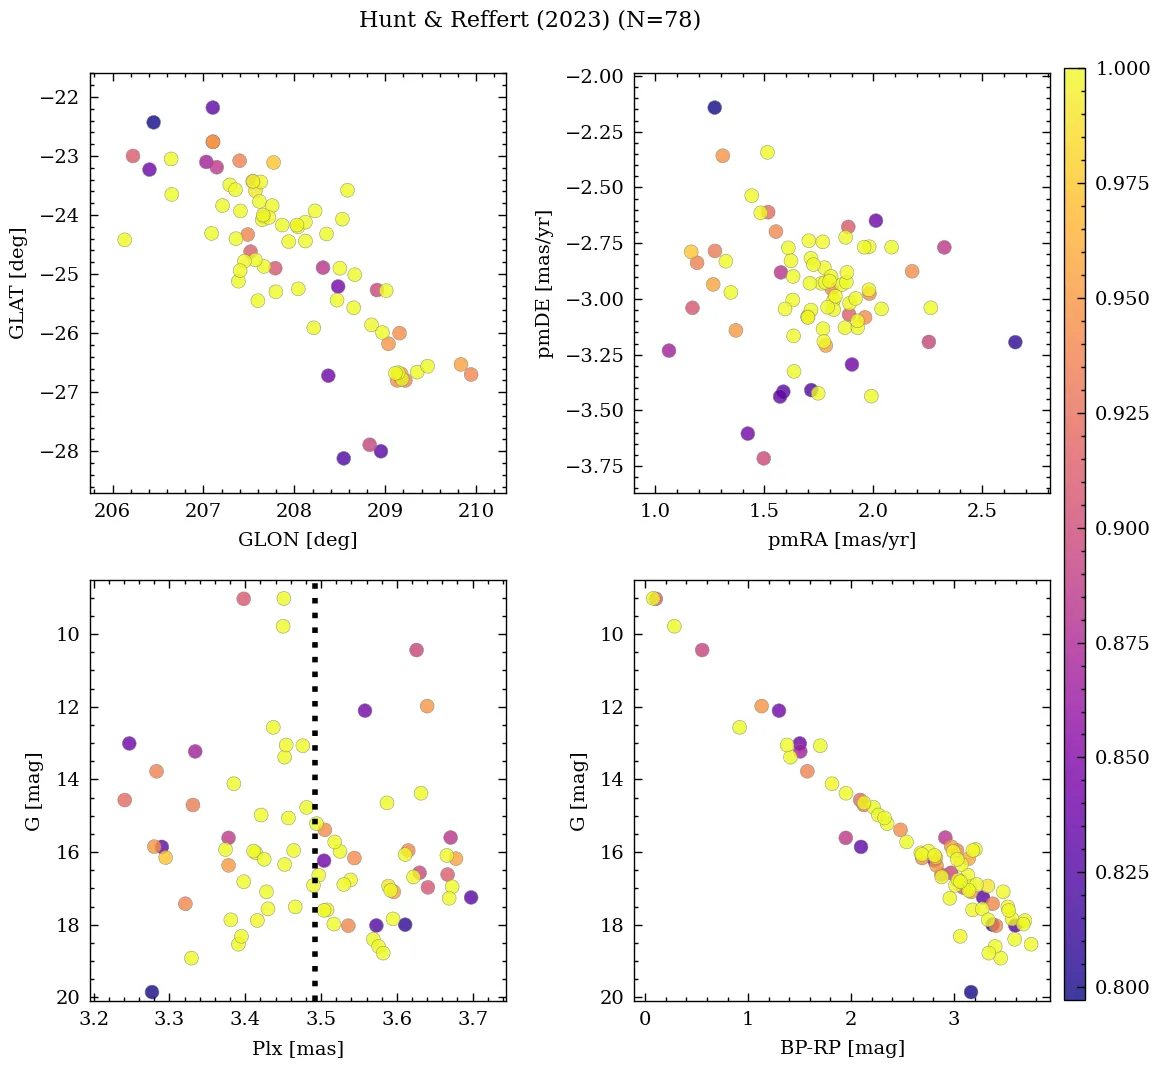 Hunt & Reffert (2023) (N=78)
−22
−23
−24
−25
−26
−27
−28
GLAT [deg]
206 207 208 209 210
GLON [deg]
−2.00
−2.25
−2.50
−2.75
−3.00
−3.25
−3.50
−3.75
pmDE [mas/yr]
1.0 1.5 2.0 2.5
pmRA [mas/yr]
10
12
14
16
18
20
G [mag]
3.2 3.3 3.4 3.5 3.6 3.7
Plx [mas]
10
12
14
16
18
20
G [mag]
0 1 2 3
BP-RP [mag]
1.000
0.975
0.950
0.925
0.900
0.875
0.850
0.825
0.800